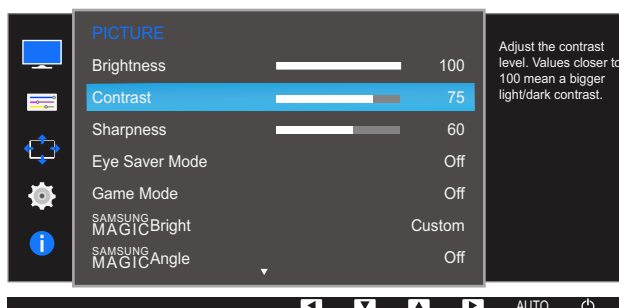 PICTURE
Brightness 100
Contrast 75
Sharpness 60
Eye Saver Mode Off
Game Mode Off
SAMSUNG MAGIC Bright Custom
SAMSUNG MAGIC Angle Off
Adjust the contrast
level. Values closer to
100 mean a bigger
light/dark contrast.
AUTO